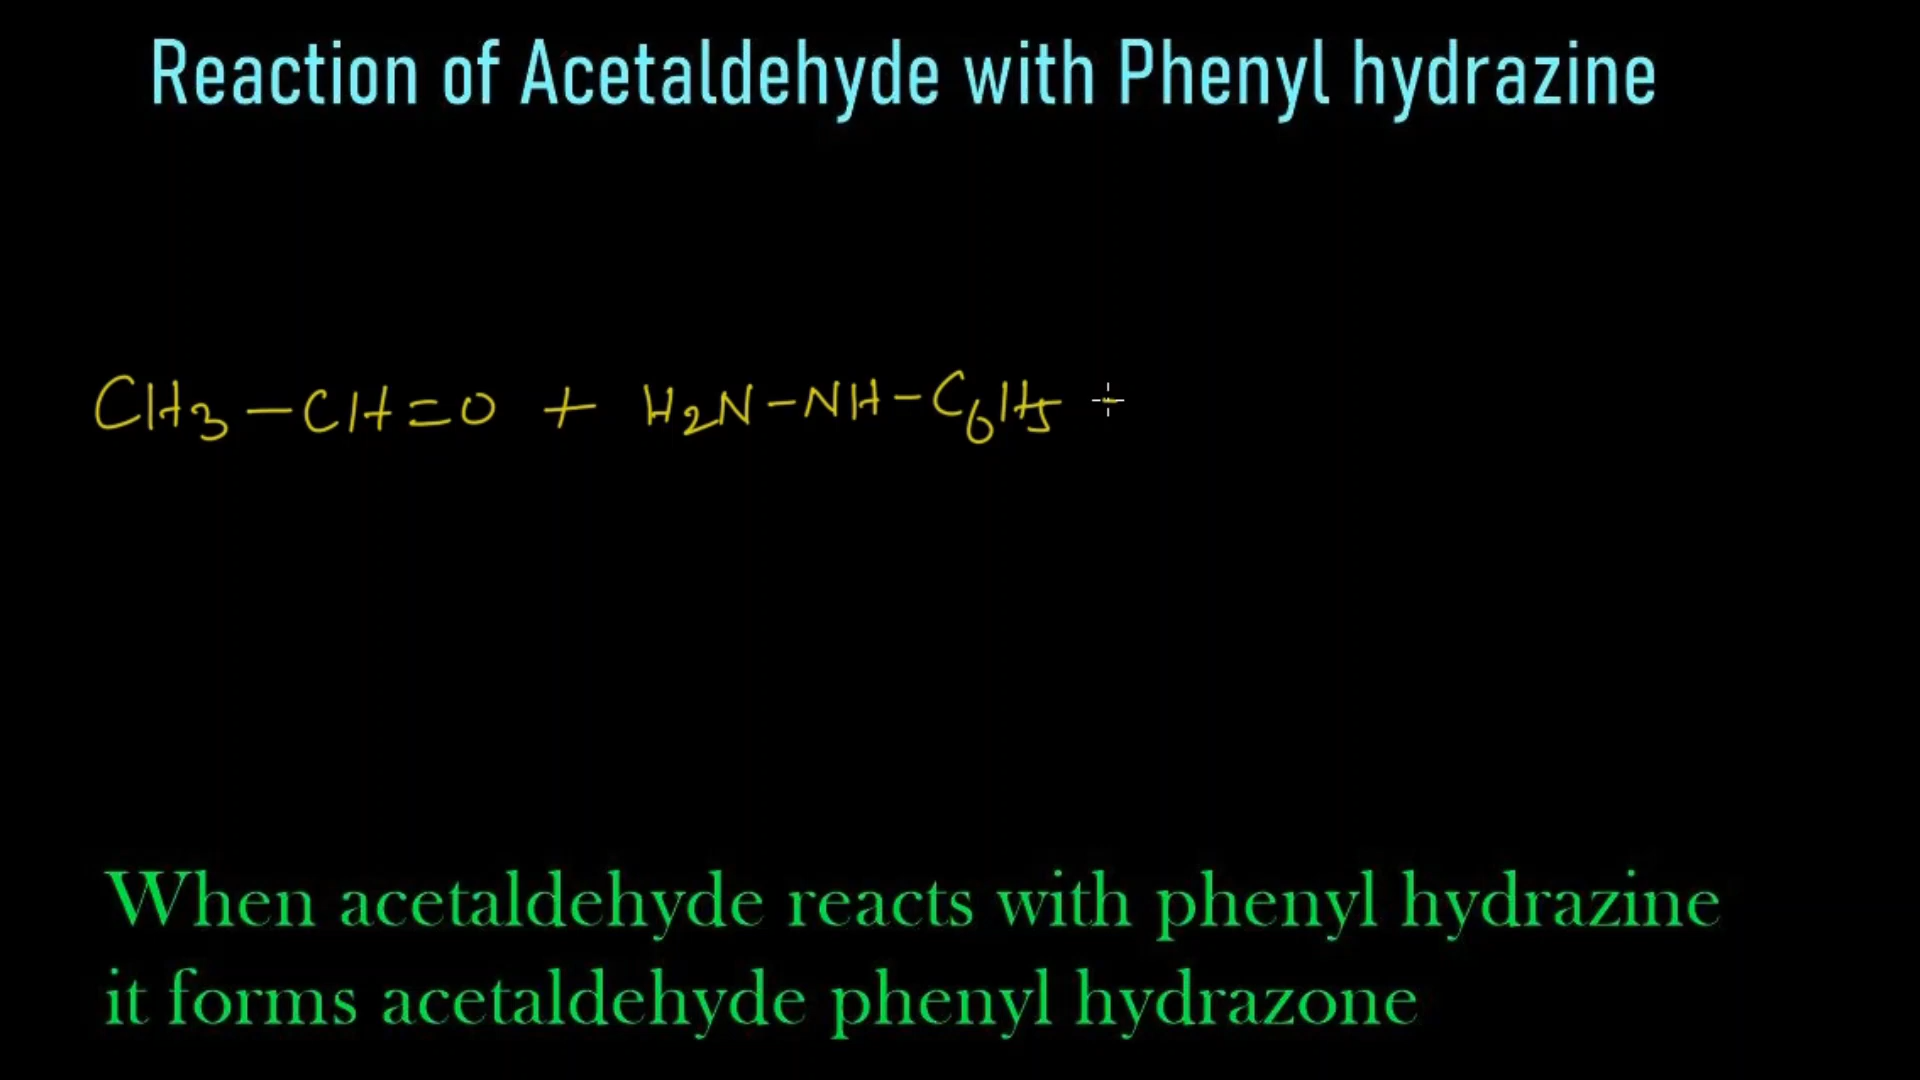 Reaction of Acetaldehyde with Phenyl hydrazine
CH3 - CH = O + H2N - NH - C6H5 -
When acetaldehyde reacts with phenyl hydrazine
it forms acetaldehyde phenyl hydrazone